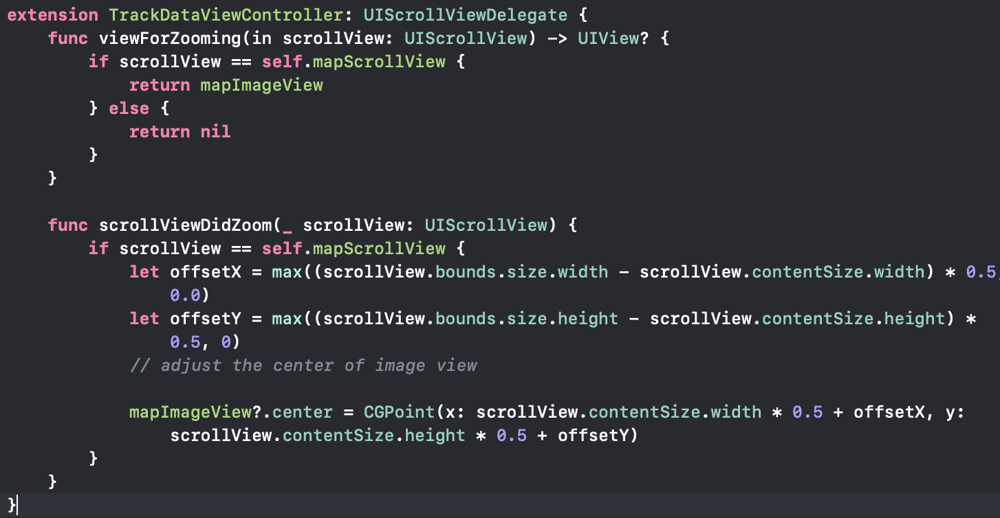 extension TrackDataViewController: UIScrollViewDelegate {
    func viewForZooming(in scrollView: UIScrollView) -> UIView? {
        if scrollView == self.mapScrollView {
            return mapImageView
        } else {
            return nil
        }
    }

    func scrollViewDidZoom(_ scrollView: UIScrollView) {
        if scrollView == self.mapScrollView {
            let offsetX = max((scrollView.bounds.size.width - scrollView.contentSize.width) * 0.5,
                0.0)
            let offsetY = max((scrollView.bounds.size.height - scrollView.contentSize.height) *
                0.5, 0)
            // adjust the center of image view

            mapImageView?.center = CGPoint(x: scrollView.contentSize.width * 0.5 + offsetX, y:
                scrollView.contentSize.height * 0.5 + offsetY)
        }
    }
}